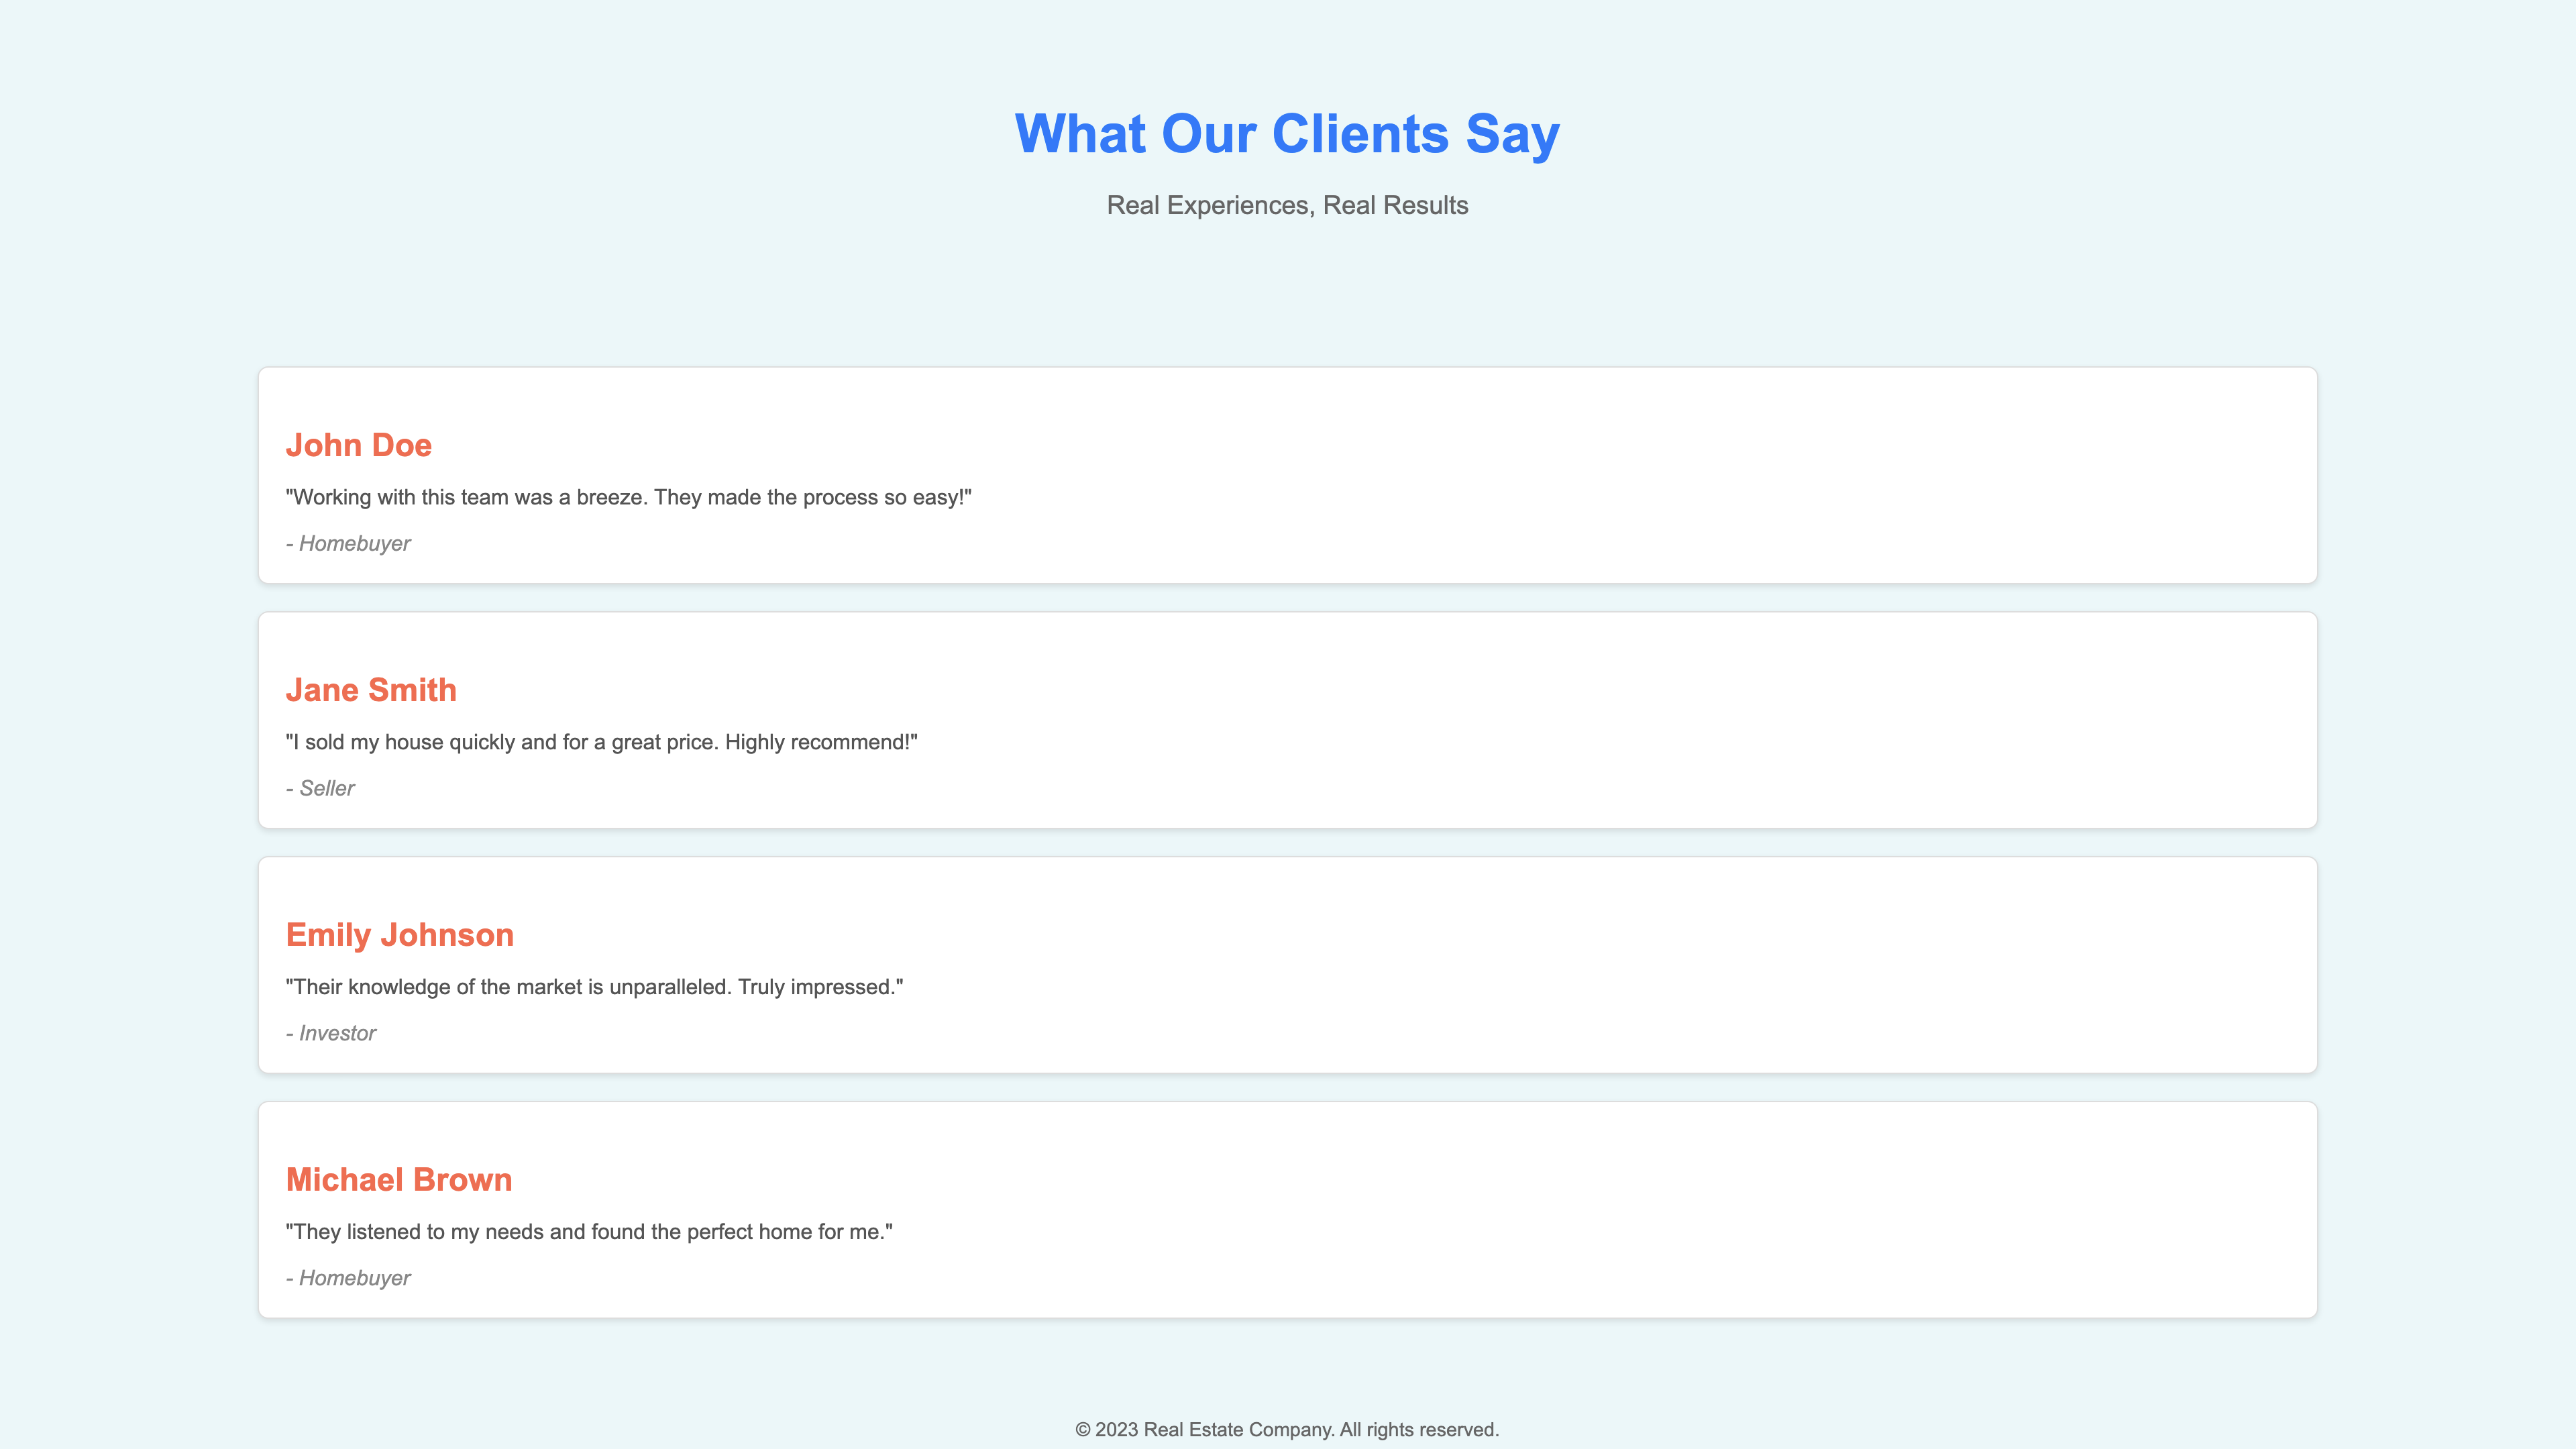 What Our Clients Say
Real Experiences, Real Results
John Doe
"Working with this team was a breeze. They made the process so easy!"
- Homebuyer
Jane Smith
"I sold my house quickly and for a great price. Highly recommend!"
- Seller
Emily Johnson
"Their knowledge of the market is unparalleled. Truly impressed."
- Investor
Michael Brown
"They listened to my needs and found the perfect home for me."
- Homebuyer
© 2023 Real Estate Company. All rights reserved.